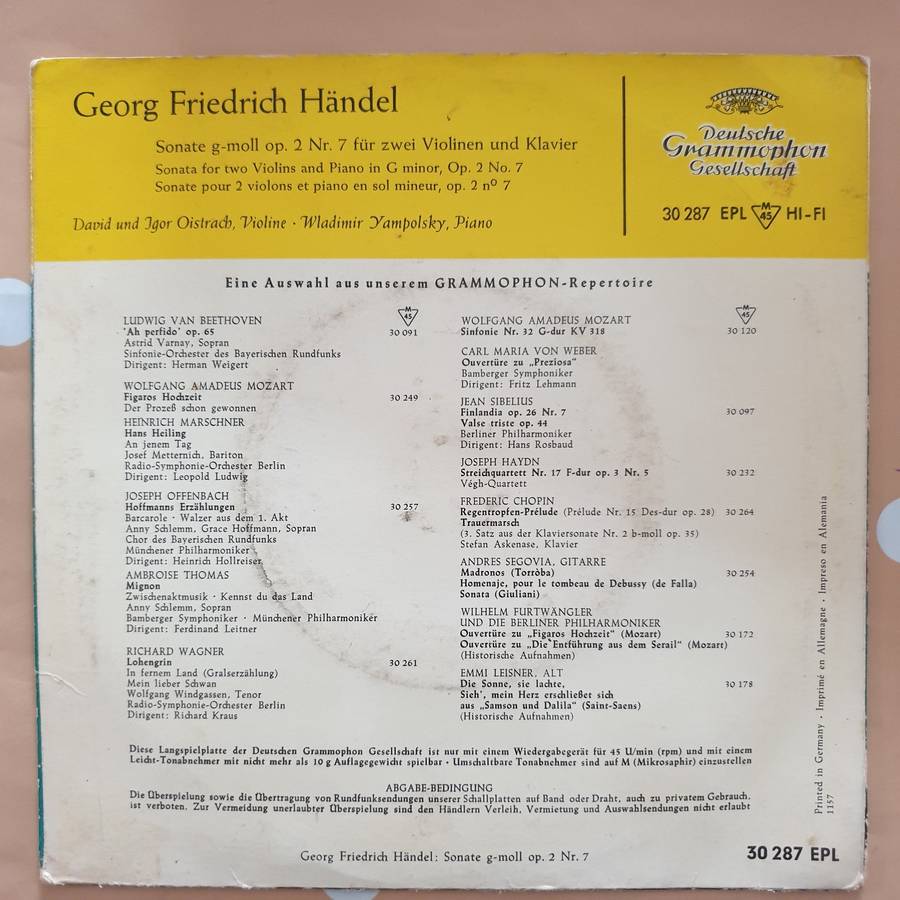 Georg Friedrich Händel
Sonate g-moll op. 2 Nr. 7 für zwei Violinen und Klavier
Sonata for two Violins and Piano in G minor, Op. 2 No. 7
Sonate pour 2 violons et piano en sol mineur, op. 2 nº 7
David und Igor Oistrach, Violine · Wladimir Yampolsky, Piano
Deutsche
Grammophon
Gesellschaft
30 287 EPL M 45 HI-FI
Eine Auswahl aus unserem GRAMMOPHON-Repertoire
M
45
LUDWIG VAN BEETHOVEN
'Ah perfido' op. 65 30 091
Astrid Varnay, Sopran
Sinfonie-Orchester des Bayerischen Rundfunks
Dirigent: Herman Weigert
WOLFGANG AMADEUS MOZART
Figaros Hochzeit 30 249
Der Prozeß schon gewonnen
HEINRICH MARSCHNER
Hans Heiling
An jenem Tag
Josef Metternich, Bariton
Radio-Symphonie-Orchester Berlin
Dirigent: Leopold Ludwig
JOSEPH OFFENBACH
Hoffmanns Erzählungen 30 257
Barcarole · Walzer aus dem 1. Akt
Anny Schlemm, Grace Hoffmann, Sopran
Chor des Bayerischen Rundfunks
Münchener Philharmoniker
Dirigent: Heinrich Hollreiser
AMBROISE THOMAS
Mignon
Zwischenaktmusik · Kennst du das Land
Anny Schlemm, Sopran
Bamberger Symphoniker · Münchener Philharmoniker
Dirigent: Ferdinand Leitner
RICHARD WAGNER
Lohengrin 30 261
In fernem Land (Gralserzählung)
Mein lieber Schwan
Wolfgang Windgassen, Tenor
Radio-Symphonie-Orchester Berlin
Dirigent: Richard Kraus
M
45
WOLFGANG AMADEUS MOZART
Sinfonie Nr. 32 G-dur KV 318 30 120
CARL MARIA VON WEBER
Ouvertüre zu „Preziosa“
Bamberger Symphoniker
Dirigent: Fritz Lehmann
JEAN SIBELIUS
Finlandia op. 26 Nr. 7 30 097
Valse triste op. 44
Berliner Philharmoniker
Dirigent: Hans Rosbaud
JOSEPH HAYDN
Streichquartett Nr. 17 F-dur op. 3 Nr. 5 30 232
Végh-Quartett
FREDERIC CHOPIN
Regentropfen-Prélude (Prélude Nr. 15 Des-dur op. 28) 30 264
Trauermarsch
(3. Satz aus der Klaviersonate Nr. 2 b-moll op. 35)
Stefan Askenase, Klavier
ANDRES SEGOVIA, GITARRE
Madronos (Torròba) 30 254
Homenaje, pour le tombeau de Debussy (de Falla)
Sonata (Giuliani)
WILHELM FURTWÄNGLER
UND DIE BERLINER PHILHARMONIKER
Ouvertüre zu „Figaros Hochzeit“ (Mozart) 30 172
Ouvertüre zu „Die Entführung aus dem Serail“ (Mozart)
(Historische Aufnahmen)
EMMI LEISNER, ALT
Die Sonne, sie lachte, 30 178
Sieh', mein Herz erschließet sich
aus „Samson und Dalila“ (Saint-Saens)
(Historische Aufnahmen)
Diese Langspielplatte der Deutschen Grammophon Gesellschaft ist nur mit einem Wiedergabegerät für 45 U/min (rpm) und mit einem
Leicht-Tonabnehmer mit nicht mehr als 10 g Auflagegewicht spielbar · Umschaltbare Tonabnehmer sind auf M (Mikrosaphir) einzustellen
ABGABE-BEDINGUNG
Die Überspielung sowie die Übertragung von Rundfunksendungen unserer Schallplatten auf Band oder Draht, auch zu privatem Gebrauch,
ist verboten. Zur Vermeidung unerlaubter Überspielung sind den Händlern Verleih, Vermietung und Auswahlsendungen nicht erlaubt
Georg Friedrich Händel: Sonate g-moll op. 2 Nr. 7
30 287 EPL
Printed in Germany · Imprimé en Allemagne · Impreso en Alemania
1157